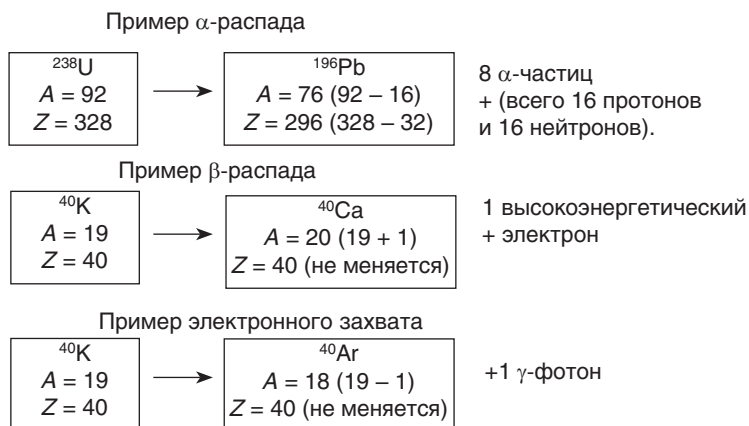 Пример α-распада
²³⁸U
A = 92
Z = 328
¹⁹⁶Pb
A = 76 (92 – 16)
Z = 296 (328 – 32)
8 α-частиц
+ (всего 16 протонов
и 16 нейтронов).
Пример β-распада
⁴⁰K
A = 19
Z = 40
⁴⁰Ca
A = 20 (19 + 1)
Z = 40 (не меняется)
1 высокоэнергетический
+ электрон
Пример электронного захвата
⁴⁰K
A = 19
Z = 40
⁴⁰Ar
A = 18 (19 – 1)
Z = 40 (не меняется)
+1 γ-фотон